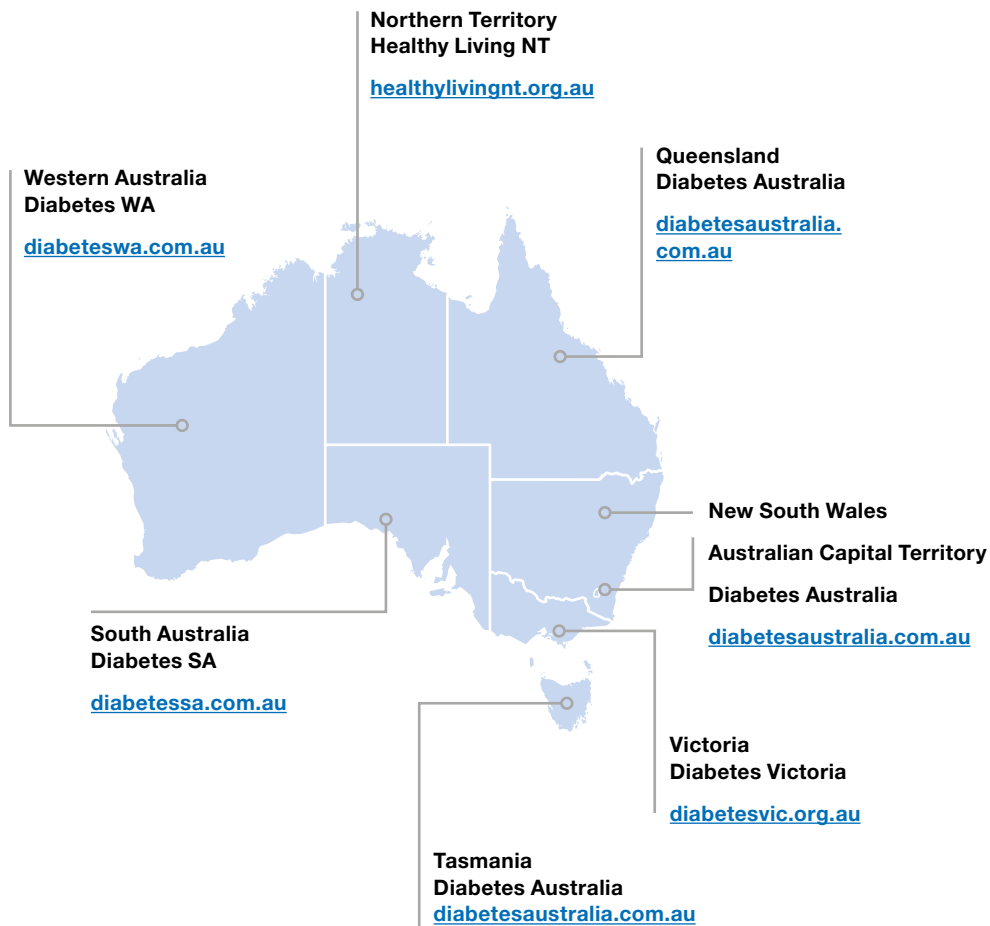 Northern Territory
Healthy Living NT
healthylivingnt.org.au
Queensland
Diabetes Australia
diabetesaustralia.
com.au
Western Australia
Diabetes WA
diabeteswa.com.au
New South Wales
Australian Capital Territory
Diabetes Australia
diabetesaustralia.com.au
South Australia
Diabetes SA
diabetessa.com.au
Victoria
Diabetes Victoria
diabetesvic.org.au
Tasmania
Diabetes Australia
diabetesaustralia.com.au